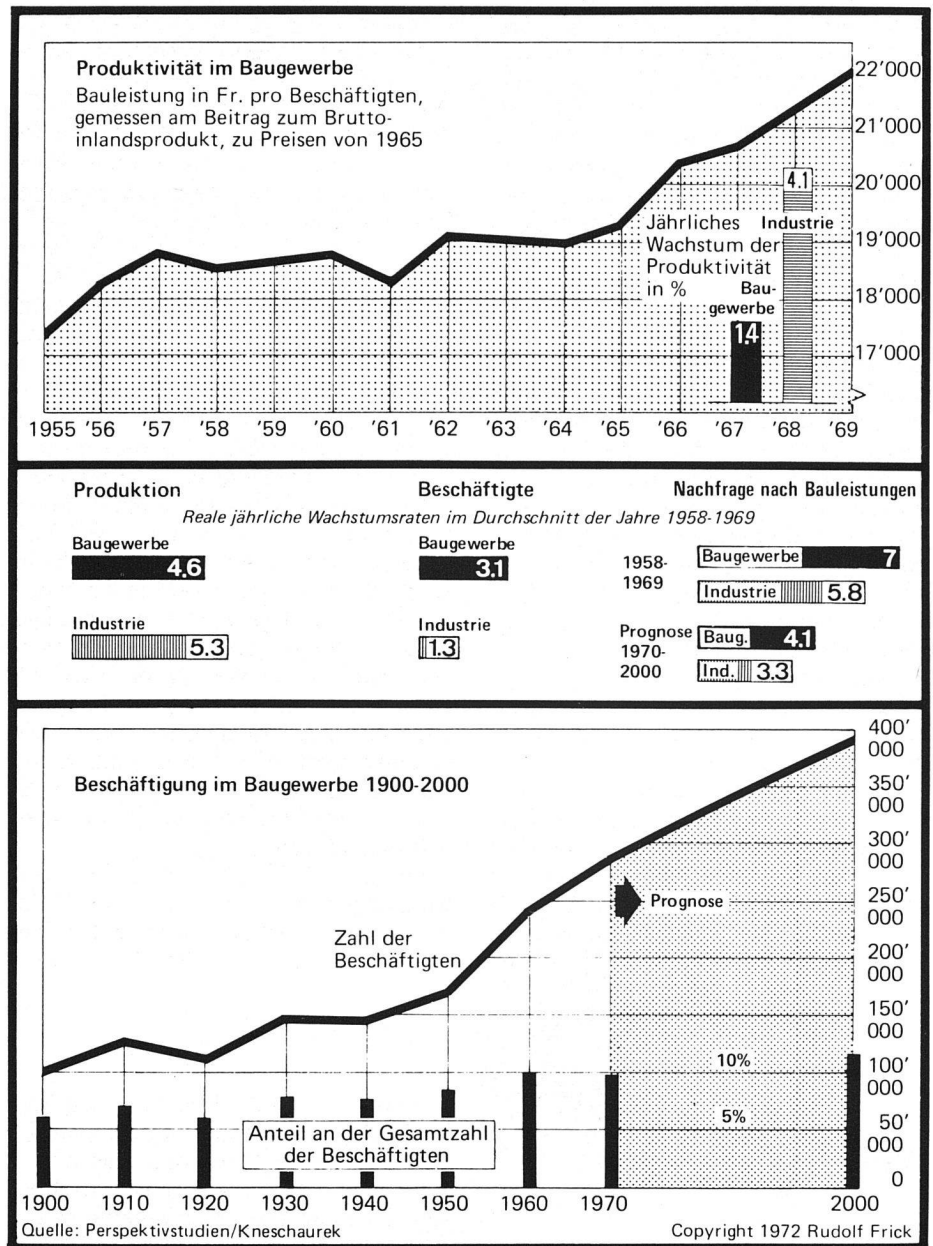 Produktivität im Baugewerbe
Bauleistung in Fr. pro Beschäftigten,
gemessen am Beitrag zum Brutto-
inlandsprodukt, zu Preisen von 1965
22'000
21'000
20'000
19'000
18'000
17'000
4.1
Jährliches
Wachstum der
Produktivität
in %
Industrie
Bau-
gewerbe
1.4
1955 '56 '57 '58 '59 '60 '61 '62 '63 '64 '65 '66 '67 '68 '69
Produktion Beschäftigte Nachfrage nach Bauleistungen
Reale jährliche Wachstumsraten im Durchschnitt der Jahre 1958-1969
Baugewerbe
4.6
Industrie
5.3
Baugewerbe
3.1
Industrie
1.3
1958-
1969
Baugewerbe 7
Industrie 5.8
Prognose
1970-
2000
Baug. 4.1
Ind. 3.3
Beschäftigung im Baugewerbe 1900-2000
400'
000
350'
000
300'
000
250'
000
200'
000
150'
000
100'
000
50'
000
0
Prognose
Zahl der
Beschäftigten
10%
5%
Anteil an der Gesamtzahl
der Beschäftigten
1900 1910 1920 1930 1940 1950 1960 1970 2000
Quelle: Perspektivstudien/Kneschaurek Copyright 1972 Rudolf Frick